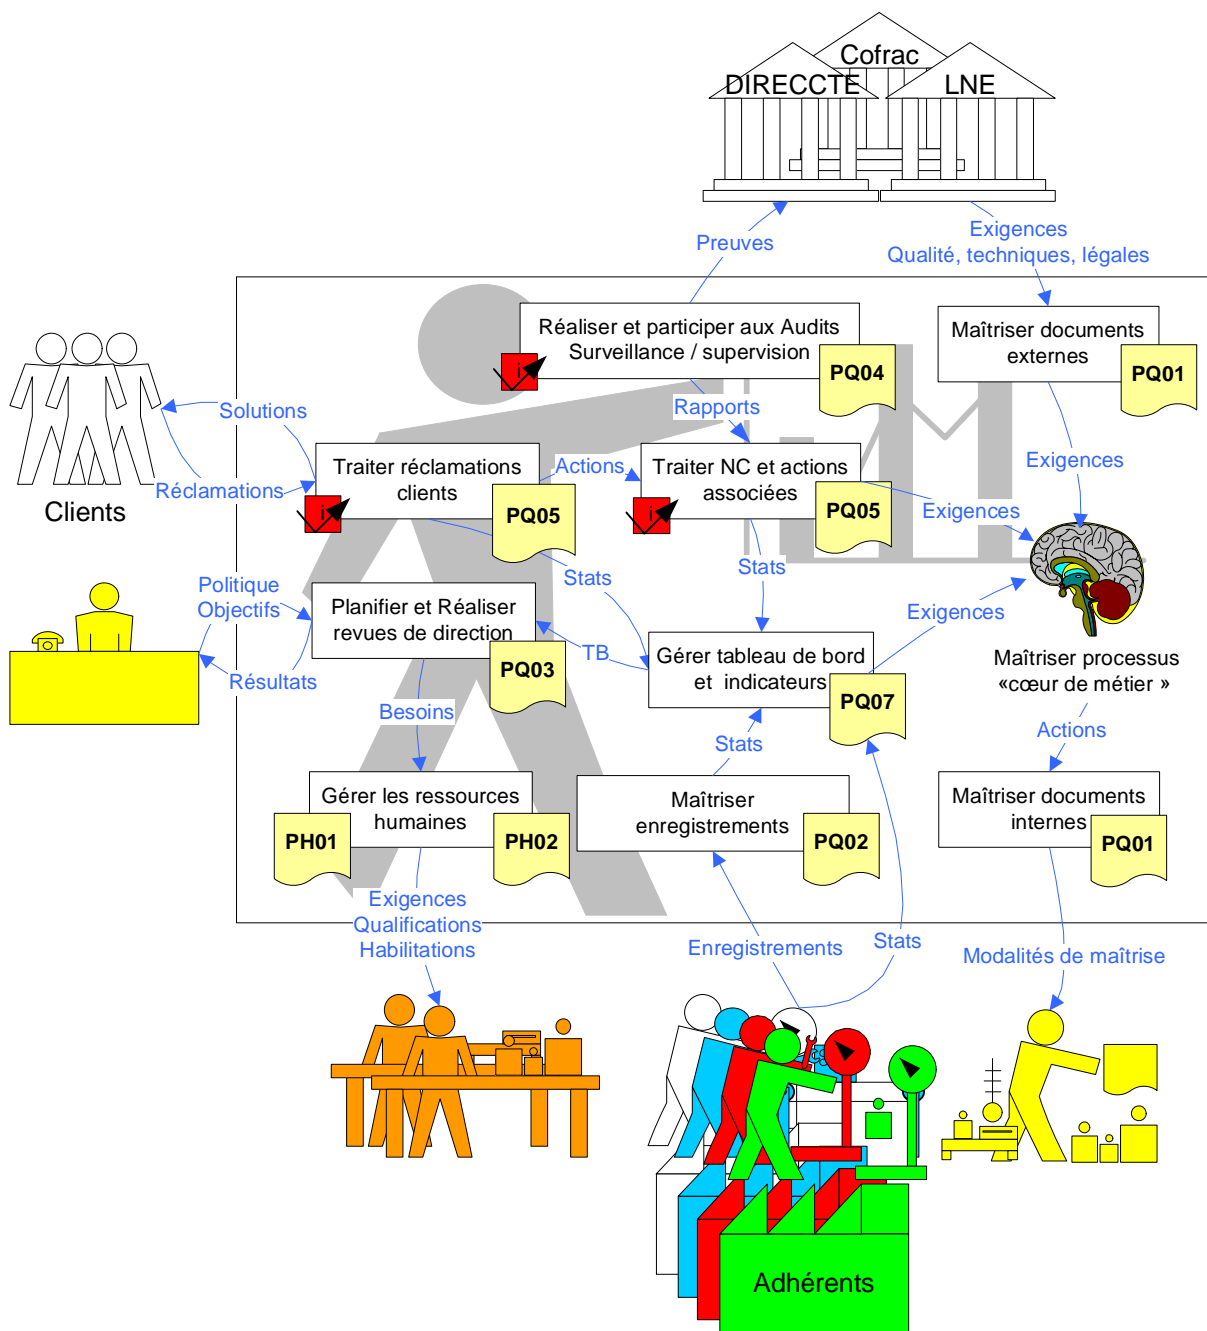 Cofrac
DIRECCTE
LNE
Preuves
Exigences
Qualité, techniques, légales
Réaliser et participer aux Audits
Surveillance / supervision
i
PQ04
Maîtriser documents
externes
PQ01
Solutions
Rapports
Réclamations
Clients
Traiter réclamations
clients
i
PQ05
Actions
Traiter NC et actions
associées
i
PQ05
Exigences
Exigences
Stats
Stats
Politique
Objectifs
Planifier et Réaliser
revues de direction
PQ03
Résultats
TB
Gérer tableau de bord
et indicateurs
PQ07
Exigences
Maîtriser processus
«cœur de métier »
Besoins
Stats
Actions
Gérer les ressources
humaines
PH01
PH02
Maîtriser
enregistrements
PQ02
Maîtriser documents
internes
PQ01
Exigences
Qualifications
Habilitations
Enregistrements
Stats
Modalités de maîtrise
Adhérents